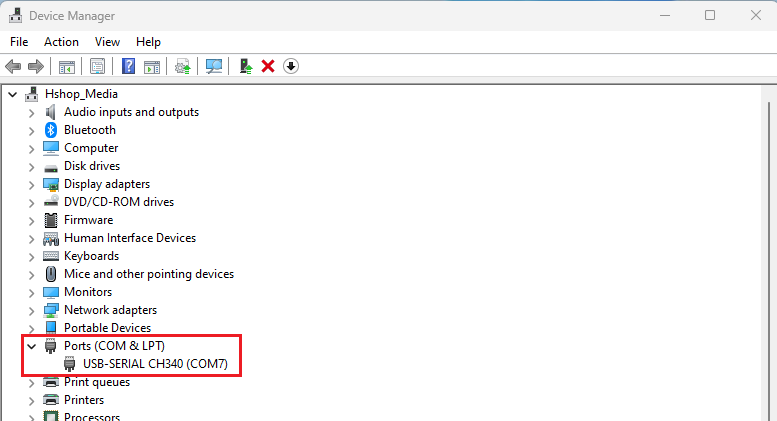 Device Manager
File Action View Help
Hshop_Media
Audio inputs and outputs
Bluetooth
Computer
Disk drives
Display adapters
DVD/CD-ROM drives
Firmware
Human Interface Devices
Keyboards
Mice and other pointing devices
Monitors
Network adapters
Portable Devices
Ports (COM & LPT)
USB-SERIAL CH340 (COM7)
Print queues
Printers
Processors